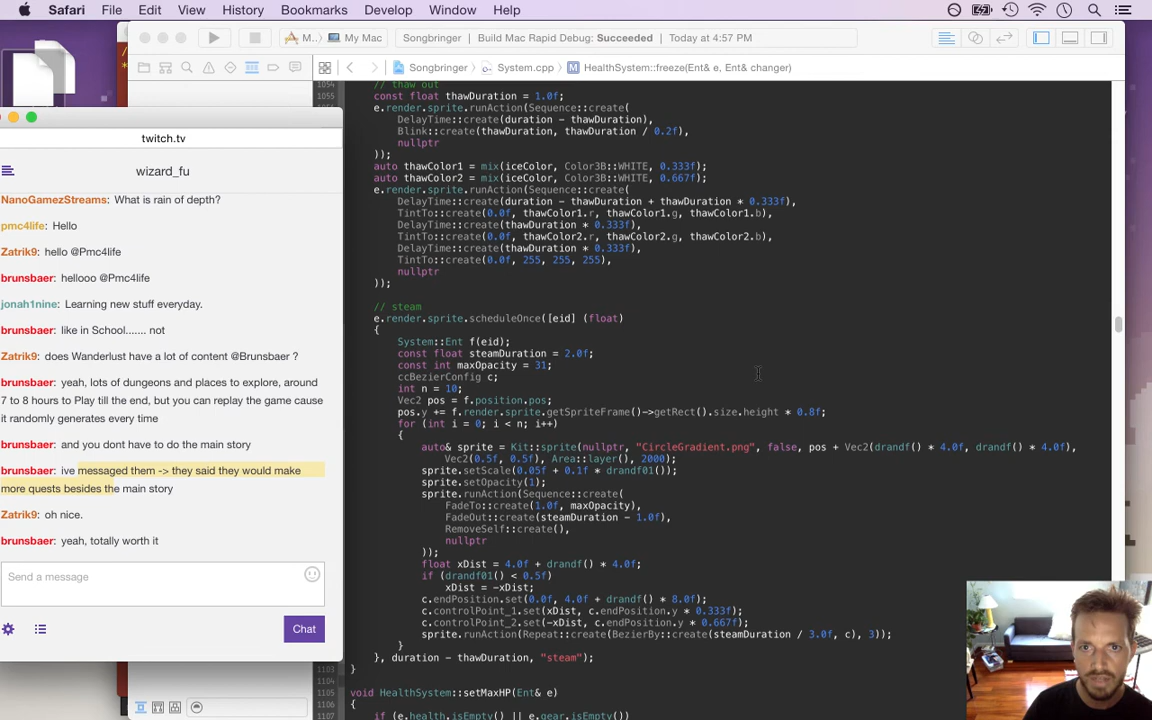 Safari File Edit View History Bookmarks Develop Window Help
M... My Mac Songbringer Build Mac Rapid Debug: Succeeded Today at 4:57 PM
Songbringer System.cpp M HealthSystem::freeze(Ent& e, Ent& changer)
twitch.tv
wizard_fu
NanoGamezStreams: What is rain of depth?
pmc4life: Hello
Zatrik9: hello @Pmc4life
brunsbaer: hellooo @Pmc4life
jonah1nine: Learning new stuff everyday.
brunsbaer: like in School....... not
Zatrik9: does Wanderlust have a lot of content @Brunsbaer ?
brunsbaer: yeah, lots of dungeons and places to explore, around
7 to 8 hours to Play till the end, but you can replay the game cause
it randomly generates every time
brunsbaer: and you dont have to do the main story
brunsbaer: ive messaged them -> they said they would make
more quests besides the main story
Zatrik9: oh nice.
brunsbaer: yeah, totally worth it
Send a message
Chat
1054 // thaw out
const float thawDuration = 1.0f;
e.render.sprite.runAction(Sequence::create(
DelayTime::create(duration - thawDuration),
Blink::create(thawDuration, thawDuration / 0.2f),
nullptr
));
auto thawColor1 = mix(iceColor, Color3B::WHITE, 0.333f);
auto thawColor2 = mix(iceColor, Color3B::WHITE, 0.667f);
e.render.sprite.runAction(Sequence::create(
DelayTime::create(duration - thawDuration + thawDuration * 0.333f),
TintTo::create(0.0f, thawColor1.r, thawColor1.g, thawColor1.b),
DelayTime::create(thawDuration * 0.333f),
TintTo::create(0.0f, thawColor2.r, thawColor2.g, thawColor2.b),
DelayTime::create(thawDuration * 0.333f),
TintTo::create(0.0f, 255, 255, 255),
nullptr
));
// steam
e.render.sprite.scheduleOnce([eid] (float)
{
System::Ent f(eid);
const float steamDuration = 2.0f;
const int maxOpacity = 31;
ccBezierConfig c;
int n = 10;
Vec2 pos = f.position.pos;
pos.y += f.render.sprite.getSpriteFrame()->getRect().size.height * 0.8f;
for (int i = 0; i < n; i++)
{
auto& sprite = Kit::sprite(nullptr, "CircleGradient.png", false, pos + Vec2(drandf() * 4.0f, drandf() * 4.0f),
Vec2(0.5f, 0.5f), Area::layer(), 2000);
sprite.setScale(0.05f + 0.1f * drandf01());
sprite.setOpacity(1);
sprite.runAction(Sequence::create(
FadeTo::create(1.0f, maxOpacity),
FadeOut::create(steamDuration - 1.0f),
RemoveSelf::create(),
nullptr
));
float xDist = 4.0f + drandf() * 4.0f;
if (drandf01() < 0.5f)
xDist = -xDist;
c.endPosition.set(0.0f, 4.0f + drandf() * 8.0f);
c.controlPoint_1.set(xDist, c.endPosition.y * 0.333f);
c.controlPoint_2.set(-xDist, c.endPosition.y * 0.667f);
sprite.runAction(Repeat::create(BezierBy::create(steamDuration / 3.0f, c), 3));
}
}, duration - thawDuration, "steam");
1103 }
1104
1105 void HealthSystem::setMaxHP(Ent& e)
1106 {
1107 if (e.health.isEmpty() || e.gear.isEmpty())